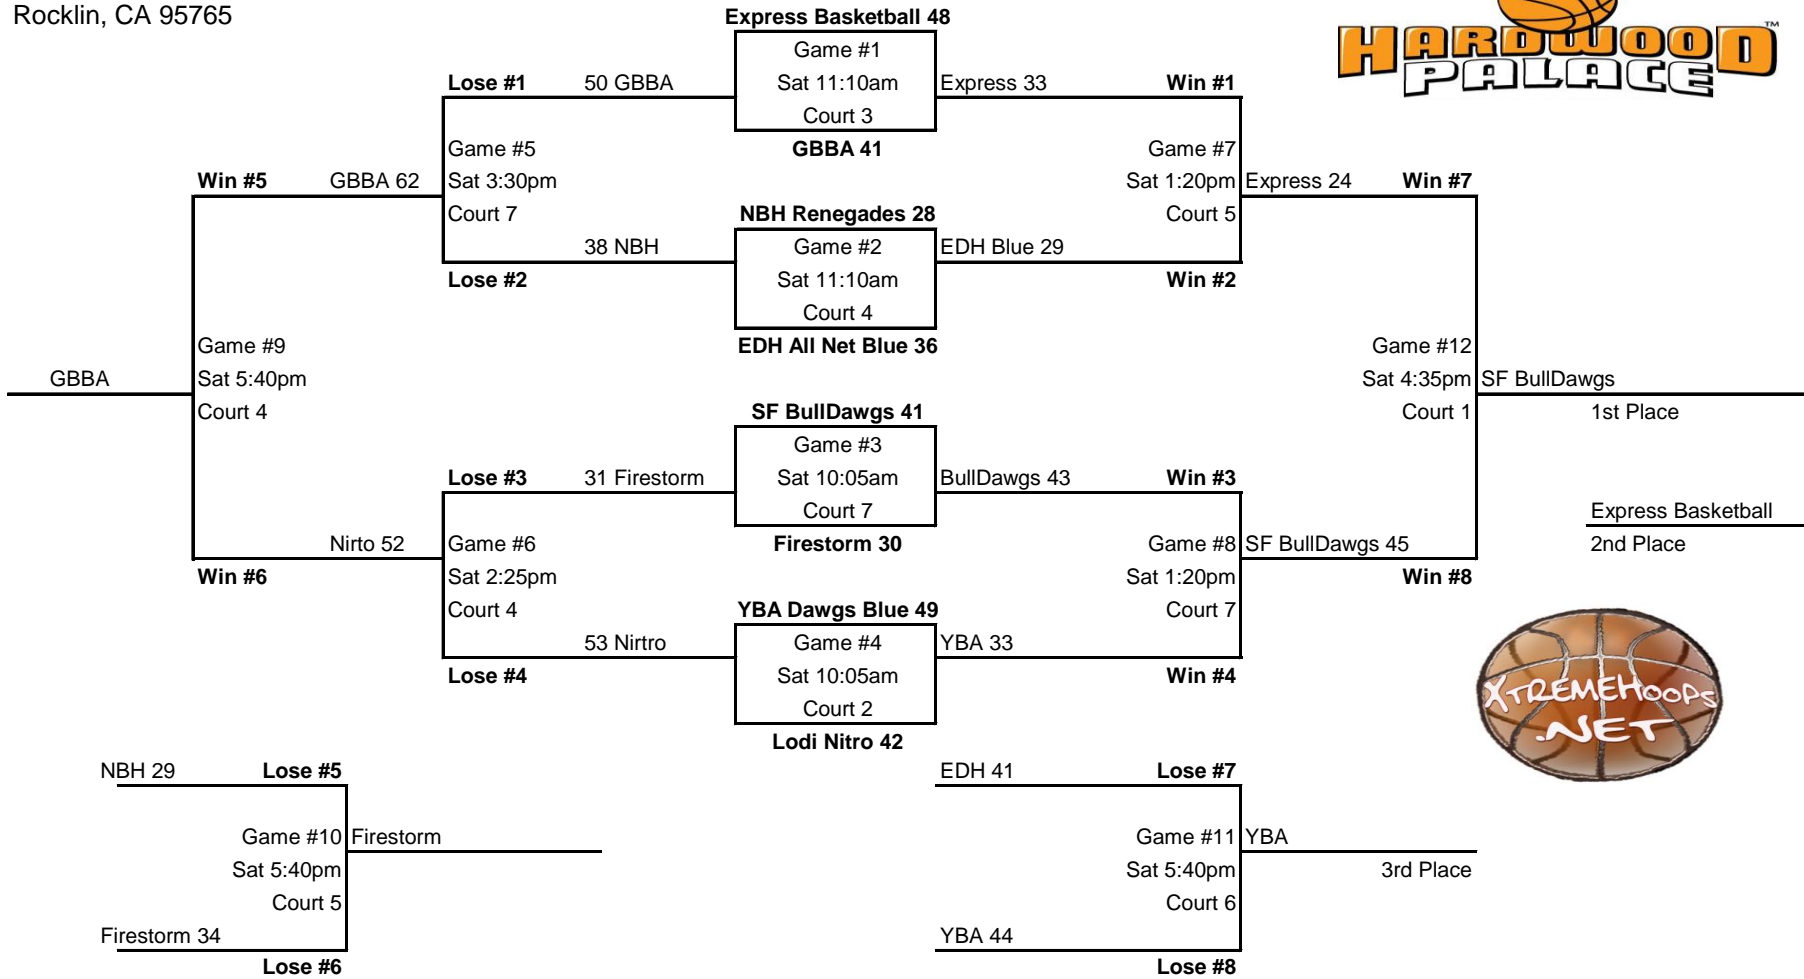 Rocklin, CA 95765
HARDWOOD PALACE™
Express Basketball 48
Game #1
Lose #1 50 GBBA Sat 11:10am Express 33 Win #1
Court 3
Game #5 GBBA 41 Game #7
Win #5 GBBA 62 Sat 3:30pm Sat 1:20pm Express 24 Win #7
Court 7 NBH Renegades 28 Court 5
38 NBH Game #2 EDH Blue 29
Lose #2 Sat 11:10am Win #2
Court 4
Game #9 EDH All Net Blue 36 Game #12
GBBA Sat 5:40pm Sat 4:35pm SF BullDawgs
Court 4 SF BullDawgs 41 Court 1 1st Place
Game #3
Lose #3 31 Firestorm Sat 10:05am BullDawgs 43 Win #3
Court 7 Express Basketball
Nirto 52 Game #6 Firestorm 30 Game #8 SF BullDawgs 45 2nd Place
Win #6 Sat 2:25pm Sat 1:20pm Win #8
Court 4 YBA Dawgs Blue 49 Court 7
53 Nirtro Game #4 YBA 33
Lose #4 Sat 10:05am Win #4
XTREMEHOOPS
Court 2
.NET
Lodi Nitro 42
NBH 29 Lose #5 EDH 41 Lose #7
Game #10 Firestorm Game #11 YBA
Sat 5:40pm Sat 5:40pm 3rd Place
Court 5 Court 6
Firestorm 34 YBA 44
Lose #6 Lose #8